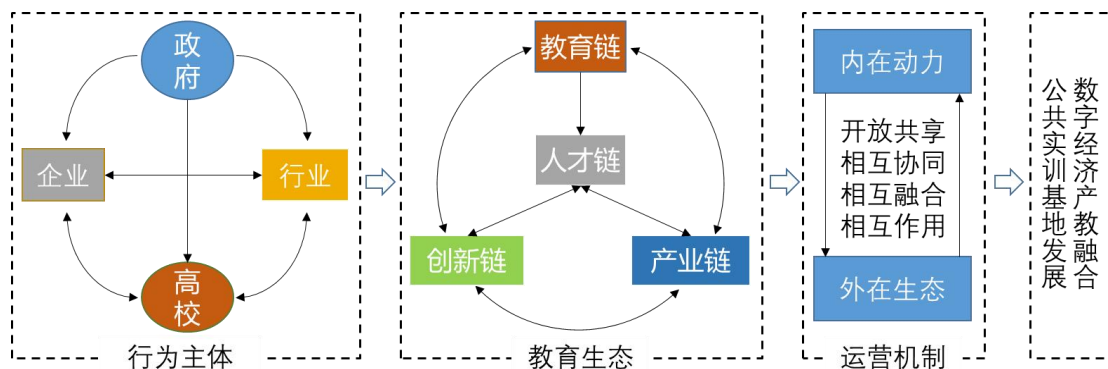 政
府
企业
行业
高
校
行为主体
教育链
人才链
创新链
产业链
教育生态
内在动力
开放共享
相互协同
相互融合
相互作用
外在生态
运营机制
数字经济产教融合
公共实训基地发展